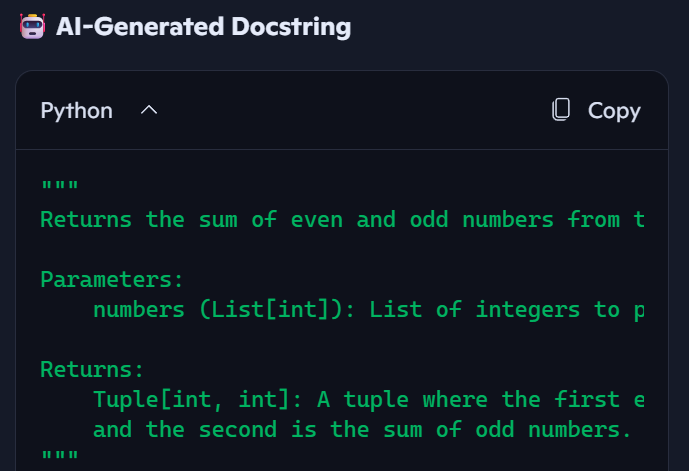 AI-Generated Docstring
Python
Copy
"""
Returns the sum of even and odd numbers from t
Parameters:
numbers (List[int]): List of integers to p
Returns:
Tuple[int, int]: A tuple where the first e
and the second is the sum of odd numbers.
"""